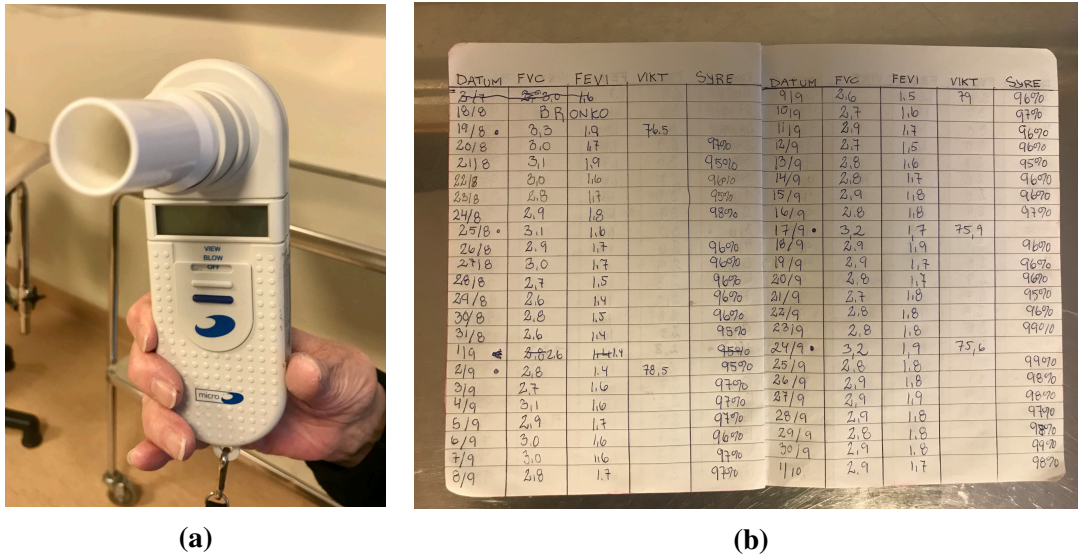 VIEW
BLOW
OFF
micro
DATUM FVC FEV1 VIKT SYRE
3/7 3,0 1,6
18/8 BRONKO
19/8 • 3,3 1,9 76.5
20/8 3,0 1,7 97%
21/8 3,1 1,9 95%
22/8 3,0 1,6 96%
23/8 2,8 1,7 95%
24/8 2,9 1,8 98%
25/8 • 3,1 1,6
26/8 2,9 1,7 96%
27/8 3,0 1,7 96%
28/8 2,7 1,5 96%
29/8 2,6 1,4 96%
30/8 2,8 1,5 96%
31/8 2,6 1,4 95%
1/9 2,8 2,6 1,4 95%
2/9 • 2,8 1.4 78,5 95%
3/9 2,7 1,6 97%
4/9 3,1 1,6 97%
5/9 2,9 1,7 97%
6/9 3,0 1,6 96%
7/9 3,0 1,6 97%
8/9 2,8 1.7 97%
DATUM FVC FEV1 VIKT SYRE
9/9 2,6 1,5 79 96%
10/9 2,7 1,6 97%
11/9 2,9 1,7 96%
12/9 2,7 1,5 96%
13/9 2,8 1,6 95%
14/9 2,8 1,7 96%
15/9 2,9 1,8 96%
16/9 2,8 1,8 97%
17/9 • 3,2 1,7 75,9
18/9 2,9 1,9 96%
19/9 2,9 1,7 96%
20/9 2,8 1,7 96%
21/9 2,7 1,8 95%
22/9 2,8 1,8 96%
23/9 2,8 1,8 99%
24/9 • 3,2 1,9 75,6
25/9 2,8 1,8 99%
26/9 2,9 1,8 98%
27/9 2,9 1,9 98%
28/9 2,9 1,8 97%
29/9 2,8 1,8 98%
30/9 2,9 1,8 99%
1/10 2,9 1,7 98%
(a)
(b)